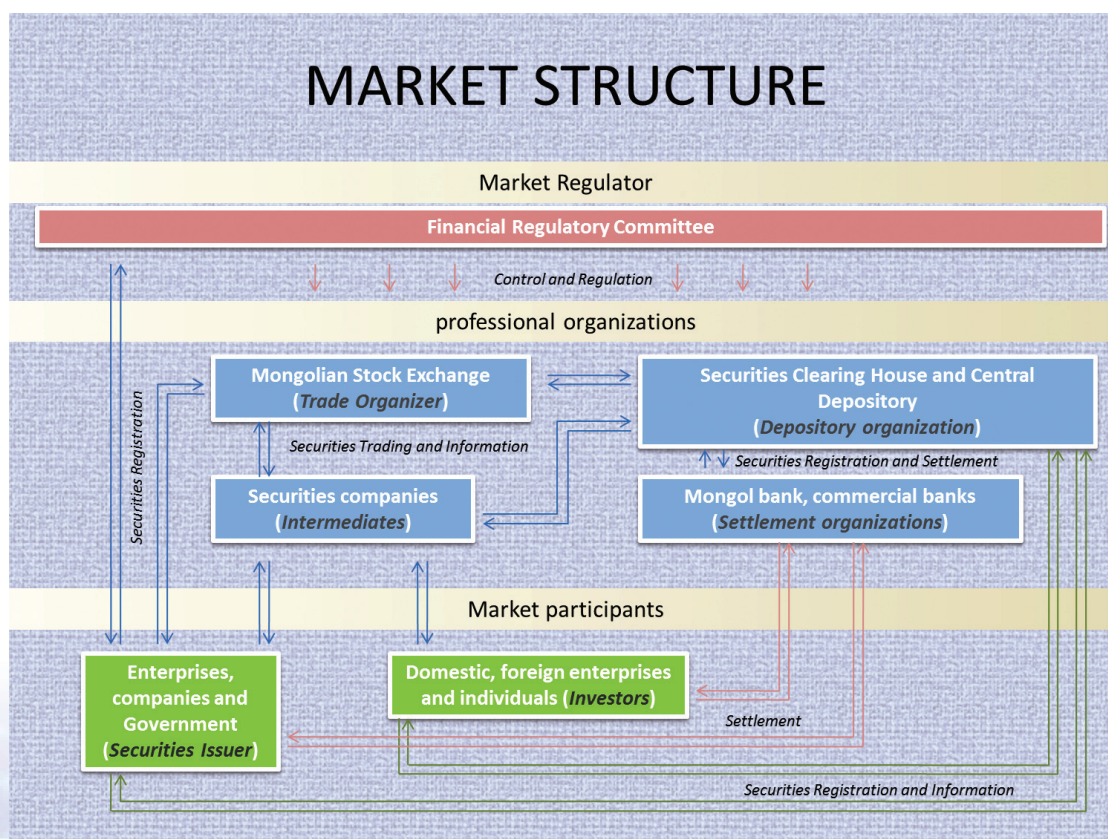 MARKET STRUCTURE
Market Regulator
Financial Regulatory Committee
Control and Regulation
professional organizations
Mongolian Stock Exchange
(Trade Organizer)
Securities Clearing House and Central
Depository
(Depository organization)
Securities Registration
Securities Trading and Information
Securities Registration and Settlement
Securities companies
(Intermediates)
Mongol bank, commercial banks
(Settlement organizations)
Market participants
Enterprises,
companies and
Government
(Securities Issuer)
Domestic, foreign enterprises
and individuals (Investors)
Settlement
Securities Registration and Information